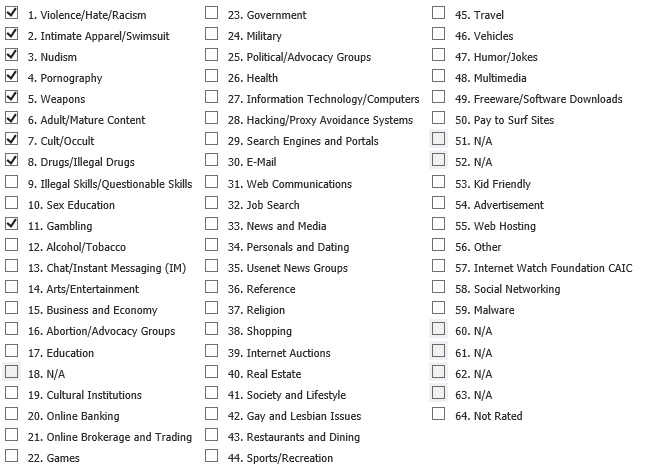 1. Violence/Hate/Racism
2. Intimate Apparel/Swimsuit
3. Nudism
4. Pornography
5. Weapons
6. Adult/Mature Content
7. Cult/Occult
8. Drugs/Illegal Drugs
9. Illegal Skills/Questionable Skills
10. Sex Education
11. Gambling
12. Alcohol/Tobacco
13. Chat/Instant Messaging (IM)
14. Arts/Entertainment
15. Business and Economy
16. Abortion/Advocacy Groups
17. Education
18. N/A
19. Cultural Institutions
20. Online Banking
21. Online Brokerage and Trading
22. Games
23. Government
24. Military
25. Political/Advocacy Groups
26. Health
27. Information Technology/Computers
28. Hacking/Proxy Avoidance Systems
29. Search Engines and Portals
30. E-Mail
31. Web Communications
32. Job Search
33. News and Media
34. Personals and Dating
35. Usenet News Groups
36. Reference
37. Religion
38. Shopping
39. Internet Auctions
40. Real Estate
41. Society and Lifestyle
42. Gay and Lesbian Issues
43. Restaurants and Dining
44. Sports/Recreation
45. Travel
46. Vehicles
47. Humor/Jokes
48. Multimedia
49. Freeware/Software Downloads
50. Pay to Surf Sites
51. N/A
52. N/A
53. Kid Friendly
54. Advertisement
55. Web Hosting
56. Other
57. Internet Watch Foundation CAIC
58. Social Networking
59. Malware
60. N/A
61. N/A
62. N/A
63. N/A
64. Not Rated